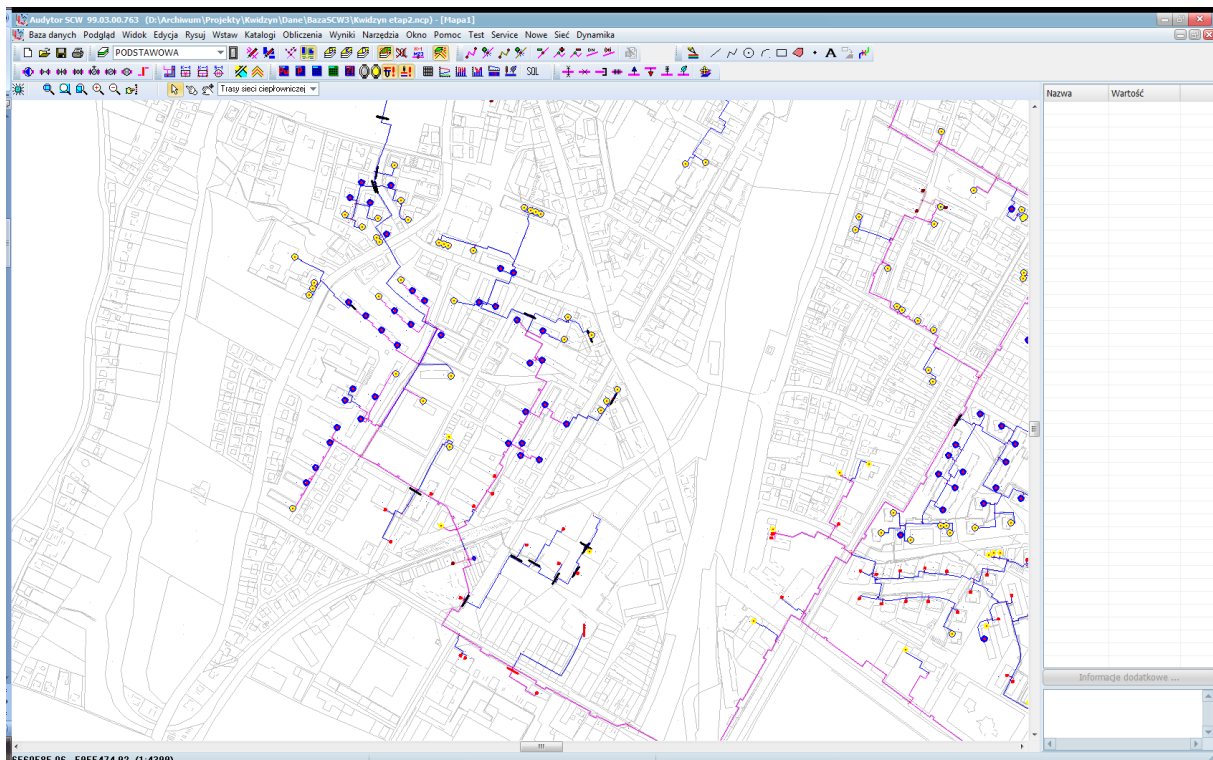 Audytor SCW 99.03.00.763 (D:\Archiwum\Projekty\Kwidzyn\Dane\BazaSCW3\Kwidzyn etap2.ncp) - [Mapa1]
Baza danych Podgląd Widok Edycja Rysuj Wstaw Katalogi Obliczenia Wyniki Narzędzia Okno Pomoc Test Service Nowe Sieć Dynamika
PODSTAWOWA
SQL
Trasy sieci ciepłowniczej
Nazwa Wartość
Informacje dodatkowe ...
(1:4300)